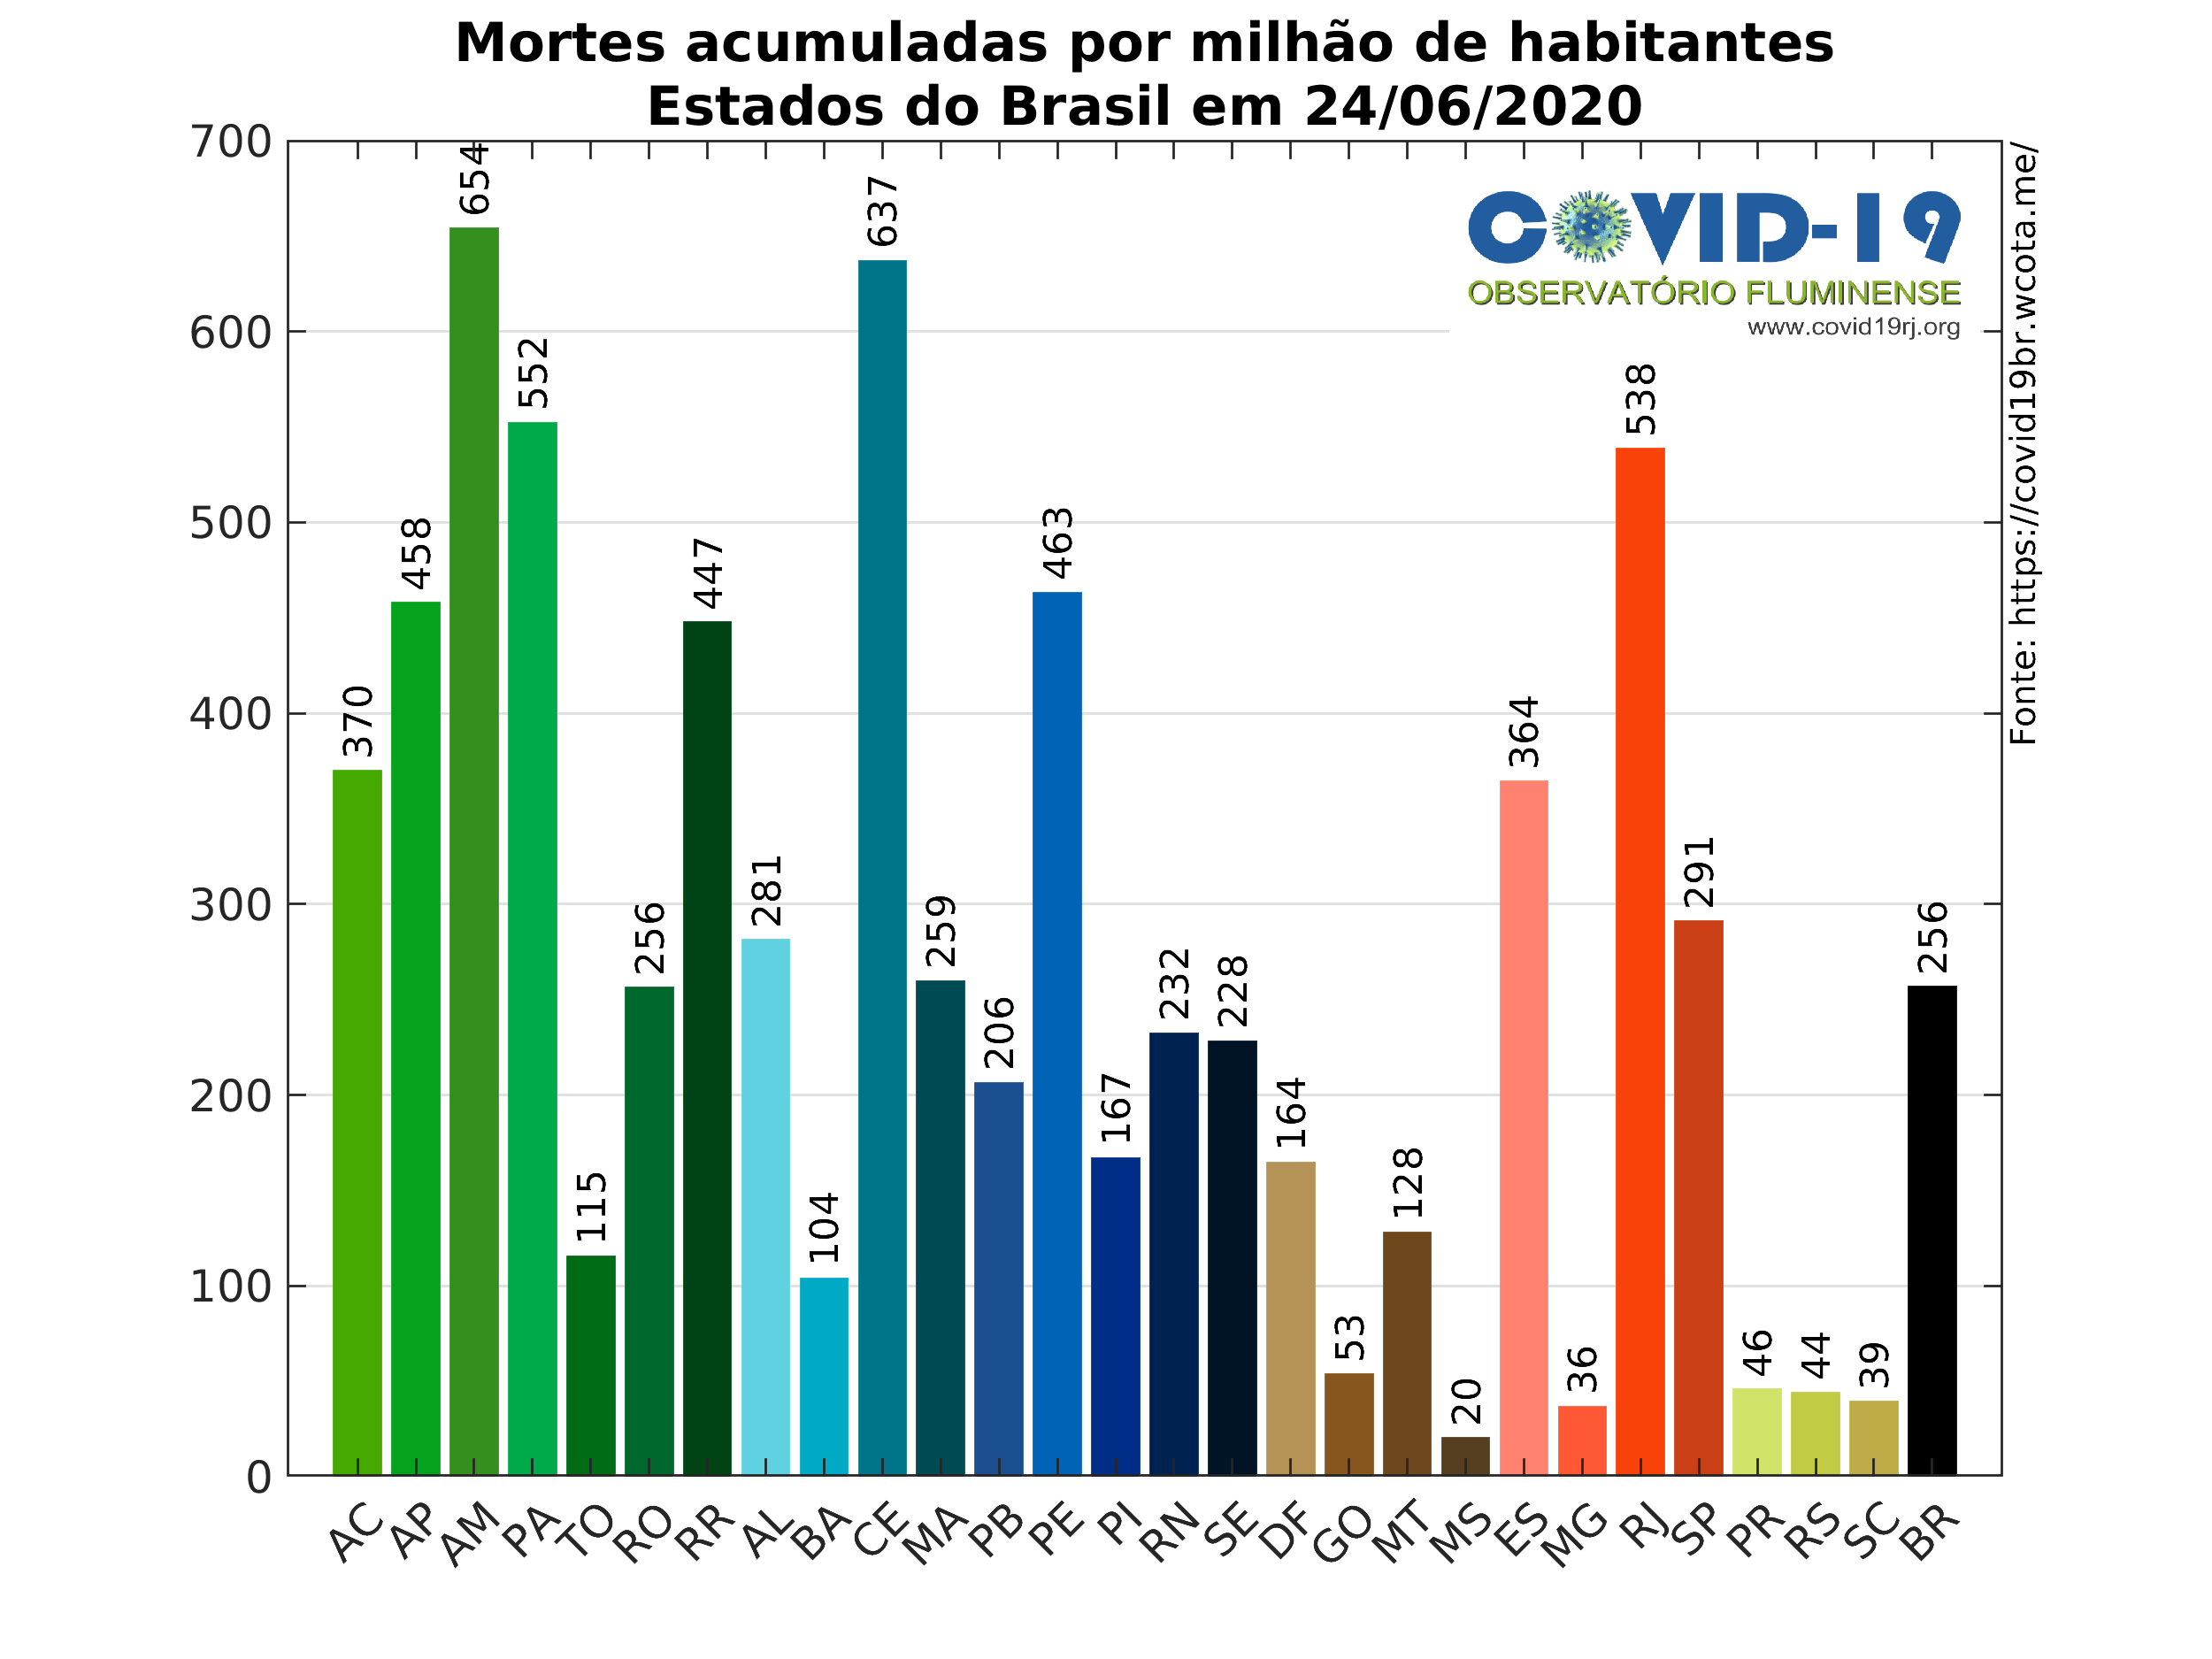 Mortes acumuladas por milhão de habitantes
Estados do Brasil em 24/06/2020
700
600
500
400
300
200
100
0
370
458
654
552
115
256
447
281
104
637
259
206
463
167
232
228
164
53
128
20
364
36
538
291
46
44
39
256
AC
AP
AM
PA
TO
RO
RR
AL
BA
CE
MA
PB
PE
PI
RN
SE
DF
GO
MT
MS
ES
MG
RJ
SP
PR
RS
SC
BR
COVID-19
OBSERVATÓRIO FLUMINENSE
www.covid19rj.org
Fonte: https://covid19br.wcota.me/